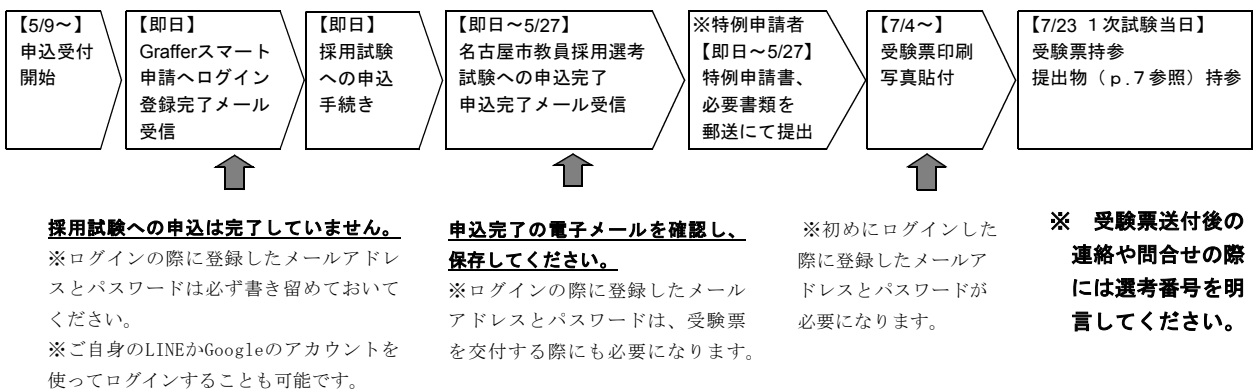 【5/9～】
申込受付
開始
【即日】
Grafferスマート
申請へログイン
登録完了メール
受信
【即日】
採用試験
への申込
手続き
【即日～5/27】
名古屋市教員採用選考
試験への申込完了
申込完了メール受信
※特例申請者
【即日～5/27】
特例申請書、
必要書類を
郵送にて提出
【7/4～】
受験票印刷
写真貼付
【7/23 1次試験当日】
受験票持参
提出物（ｐ.７参照）持参
採用試験への申込は完了していません。
※ログインの際に登録したメールアドレ
スとパスワードは必ず書き留めておいて
ください。
※ご自身のLINEかGoogleのアカウントを
使ってログインすることも可能です。
申込完了の電子メールを確認し、
保存してください。
※ログインの際に登録したメール
アドレスとパスワードは、受験票
を交付する際にも必要になります。
※初めにログインした
際に登録したメールア
ドレスとパスワードが
必要になります。
※　受験票送付後の
連絡や問合せの際
には選考番号を明
言してください。